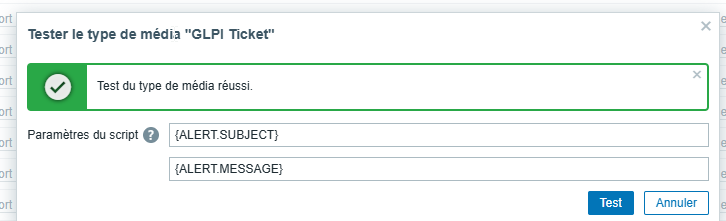 Tester le type de média "GLPI Ticket"
Test du type de média réussi.
Paramètres du script ? {ALERT.SUBJECT}
{ALERT.MESSAGE}
Test Annuler